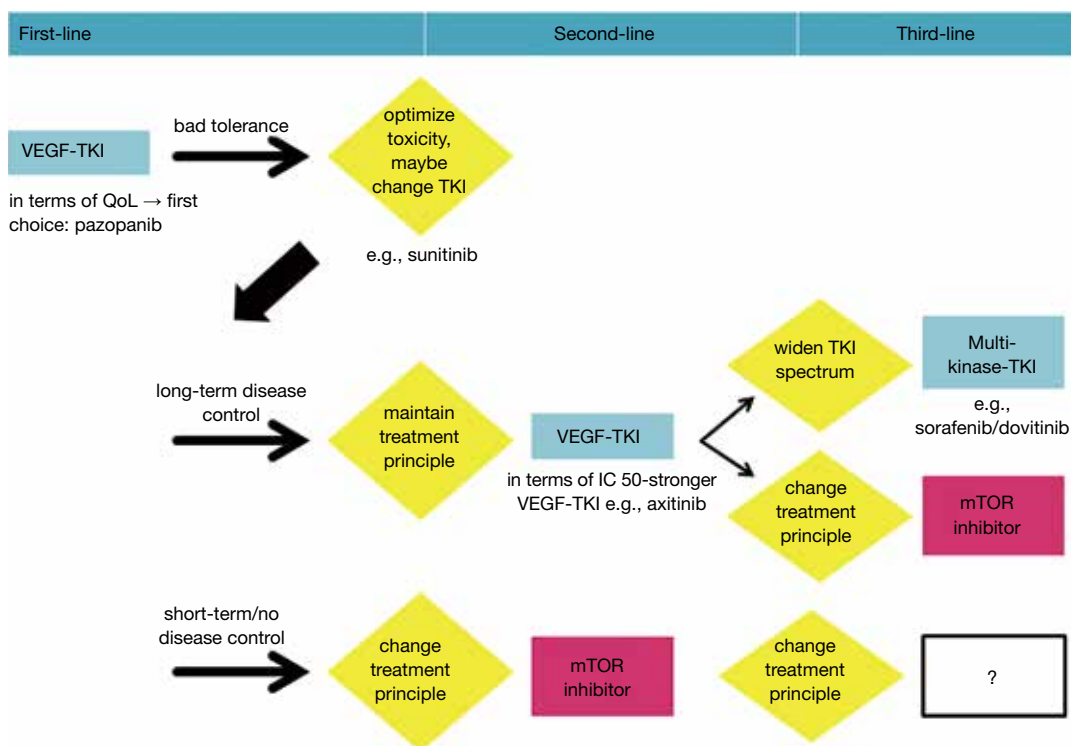 First-line
Second-line
Third-line
VEGF-TKI
in terms of QoL → first
choice: pazopanib
bad tolerance
optimize
toxicity,
maybe
change TKI
e.g., sunitinib
long-term disease
control
maintain
treatment
principle
VEGF-TKI
in terms of IC 50-stronger
VEGF-TKI e.g., axitinib
widen TKI
spectrum
Multi-
kinase-TKI
e.g.,
sorafenib/dovitinib
change
treatment
principle
mTOR
inhibitor
short-term/no
disease control
change
treatment
principle
mTOR
inhibitor
change
treatment
principle
?